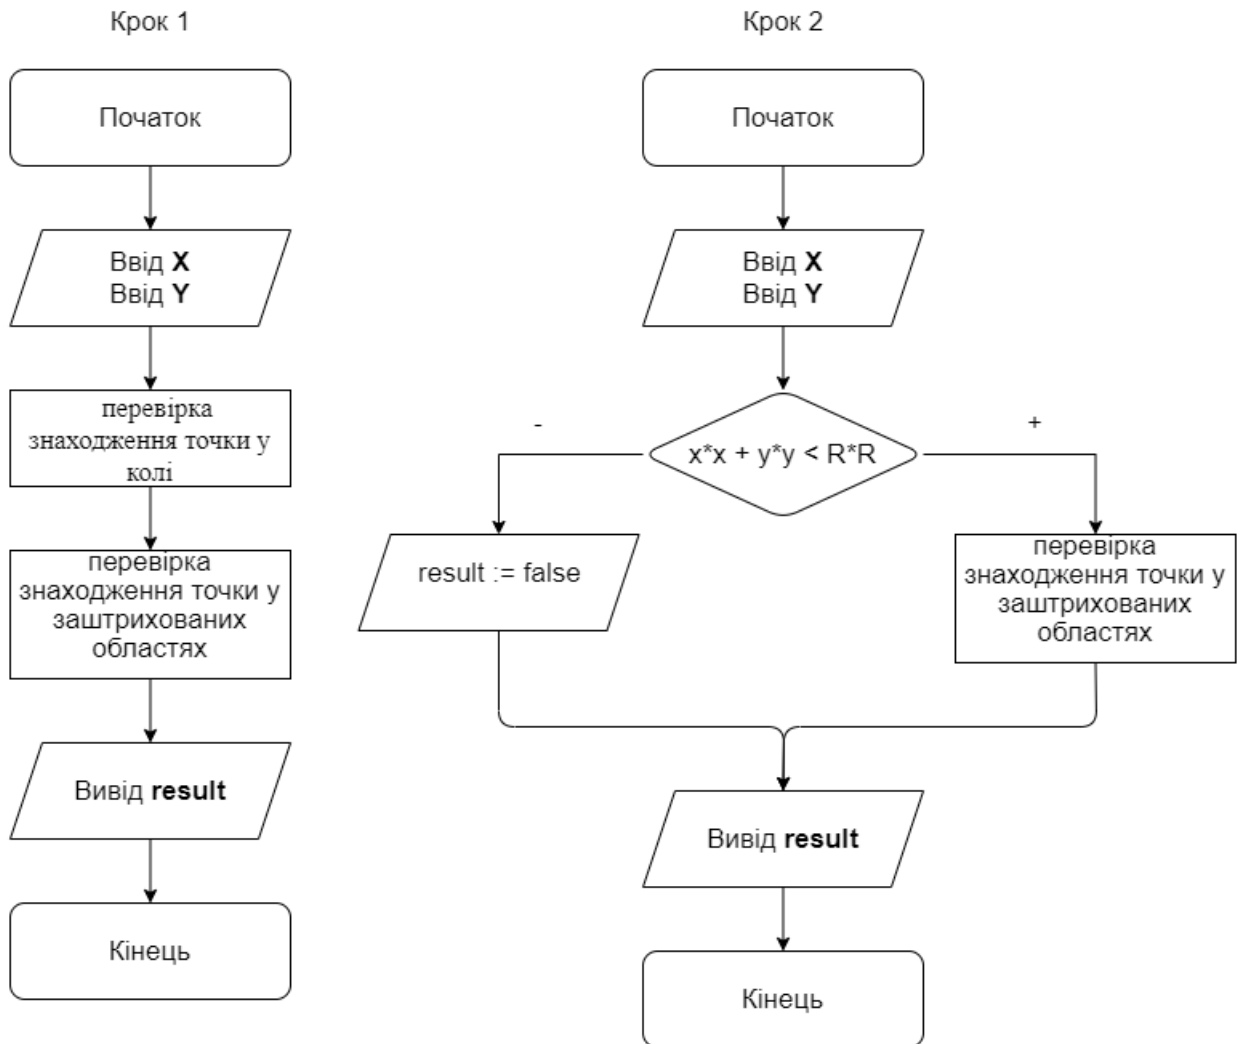 Крок 1
Початок
Ввід X
Ввід Y
перевірка
знаходження точки у
колі
перевірка
знаходження точки у
заштрихованих
областях
Вивід result
Кінець
Крок 2
Початок
Ввід X
Ввід Y
x*x + y*y < R*R
-
+
result := false
перевірка
знаходження точки у
заштрихованих
областях
Вивід result
Кінець